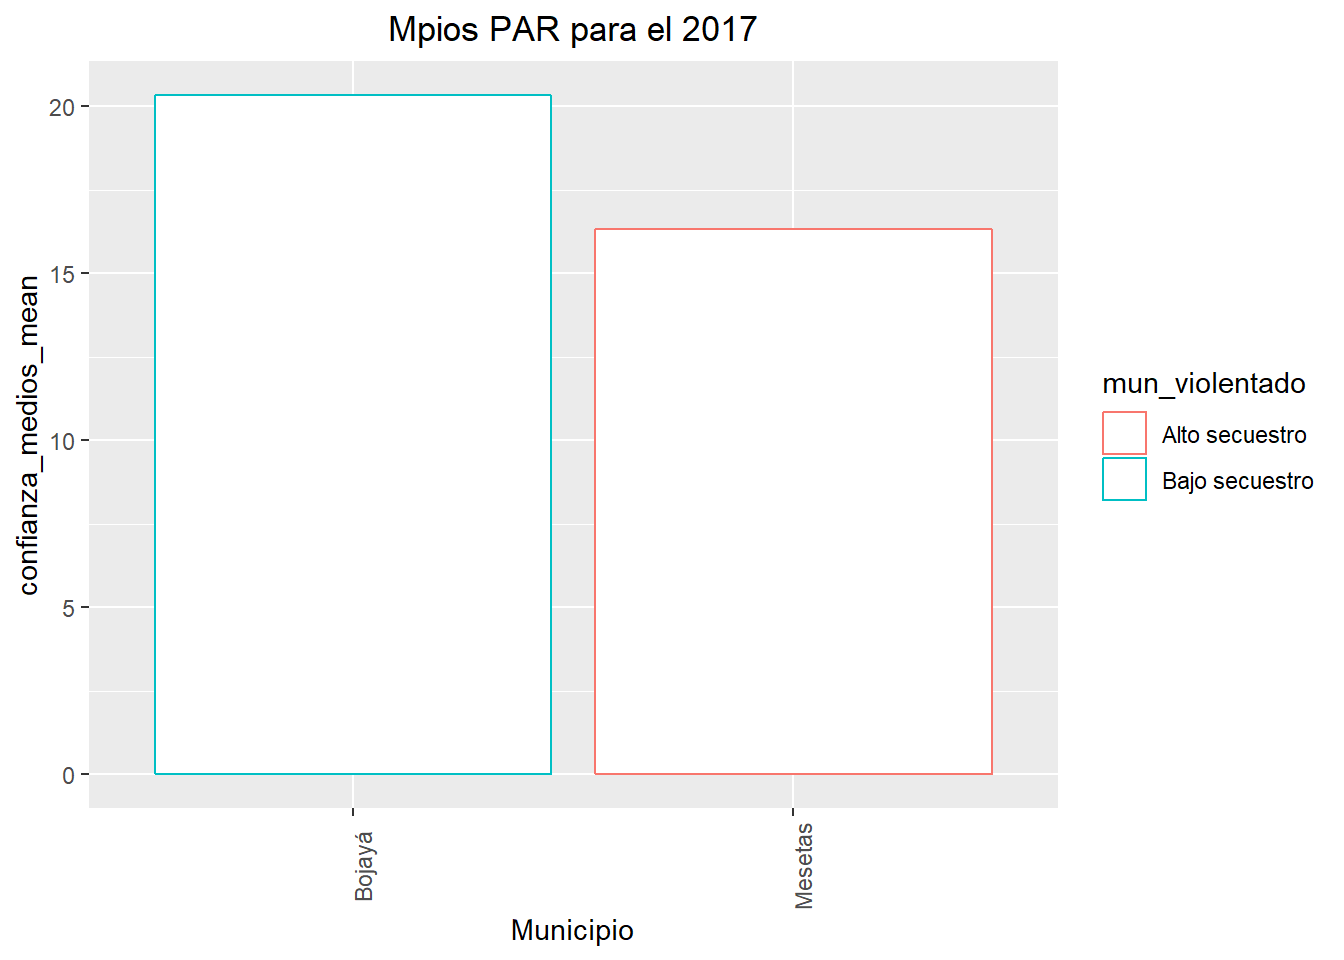 Mpios PAR para el 2017
confianza_medios_mean
20
15
10
5
0
Bojayá
Mesetas
Municipio
mun_violentado
Alto secuestro
Bajo secuestro